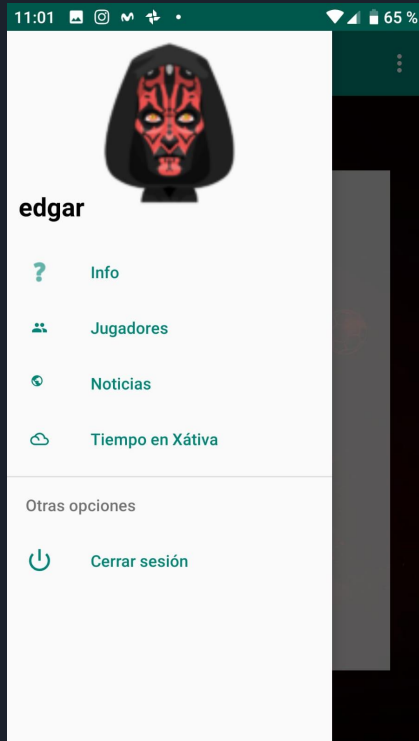 11:01 65 %
edgar
? Info
Jugadores
Noticias
Tiempo en Xátiva
Otras opciones
Cerrar sesión